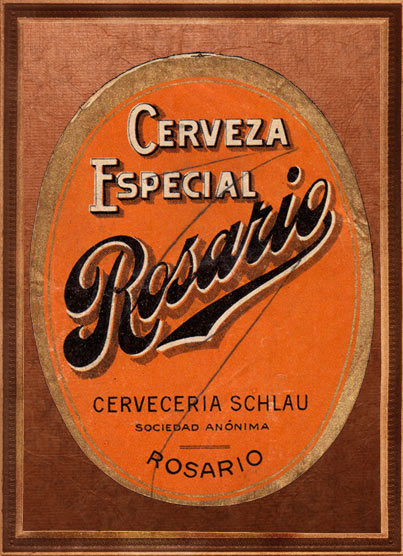 CERVEZA
ESPECIAL
Rosario
CERVECERIA SCHLAU
SOCIEDAD ANÓNIMA
ROSARIO